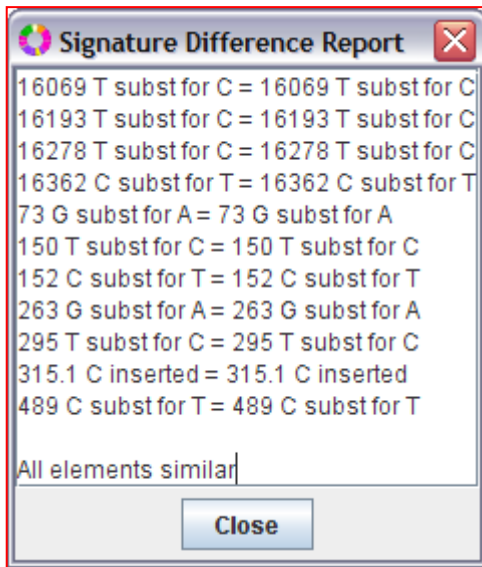 Signature Difference Report
16069 T subst for C = 16069 T subst for C
16193 T subst for C = 16193 T subst for C
16278 T subst for C = 16278 T subst for C
16362 C subst for T = 16362 C subst for T
73 G subst for A = 73 G subst for A
150 T subst for C = 150 T subst for C
152 C subst for T = 152 C subst for T
263 G subst for A = 263 G subst for A
295 T subst for C = 295 T subst for C
315.1 C inserted = 315.1 C inserted
489 C subst for T = 489 C subst for T
All elements similar
Close